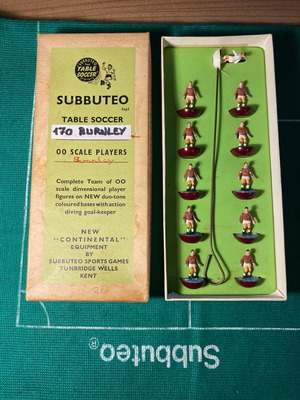 SUBBUTEO
TABLE
SOCCER
SUBBUTEO Regd
TABLE SOCCER
170 BURNLEY
OO SCALE PLAYERS
Complete Team of OO
scale dimensional player
figures on NEW duo-tone
coloured bases with action
diving goal-keeper
NEW
"CONTINENTAL"
EQUIPMENT
BY
SUBBUTEO SPORTS GAMES
TUNBRIDGE WELLS
KENT
Subbuteo®